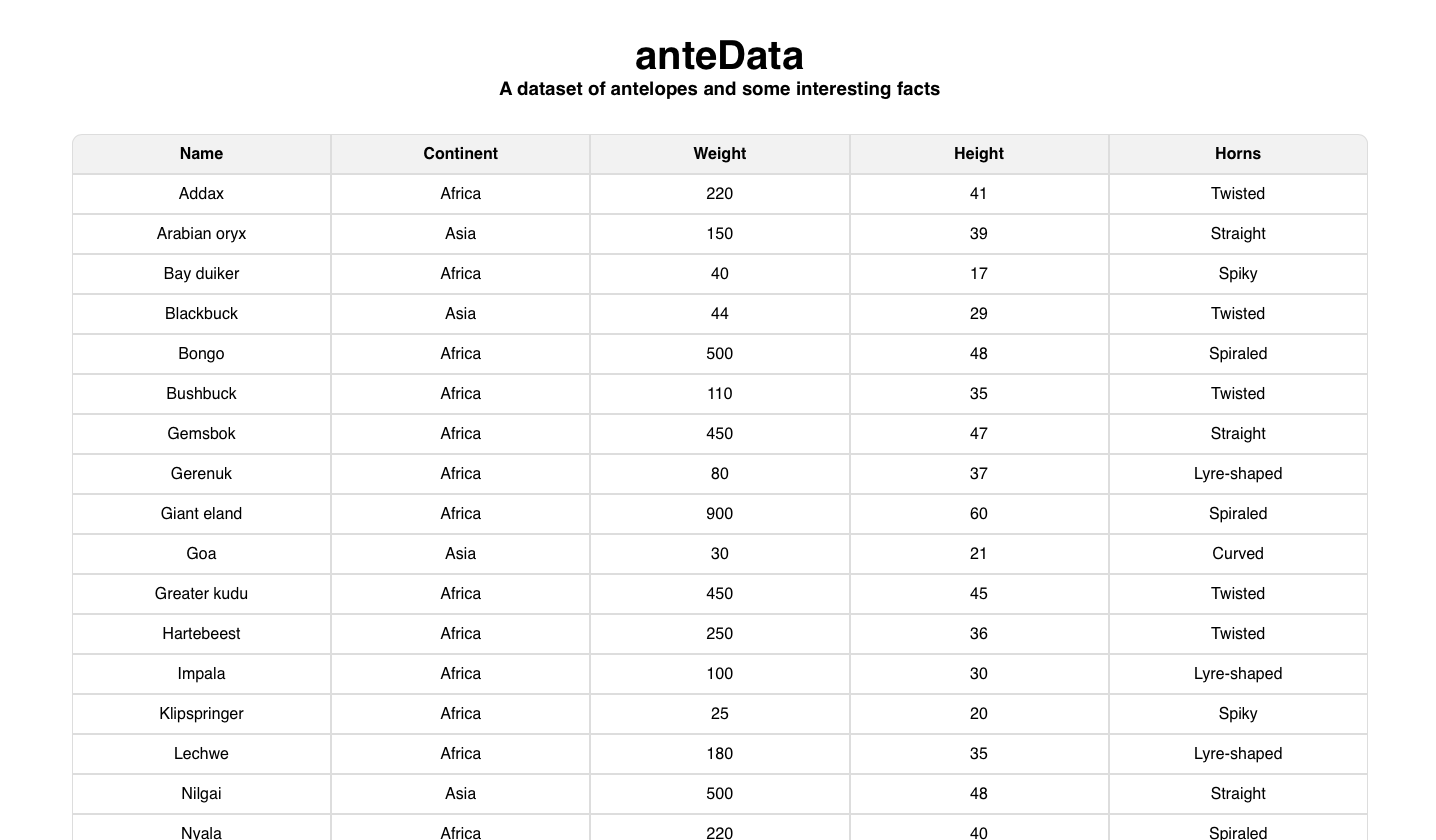 anteData
A dataset of antelopes and some interesting facts
Name Continent Weight Height Horns
Addax Africa 220 41 Twisted
Arabian oryx Asia 150 39 Straight
Bay duiker Africa 40 17 Spiky
Blackbuck Asia 44 29 Twisted
Bongo Africa 500 48 Spiraled
Bushbuck Africa 110 35 Twisted
Gemsbok Africa 450 47 Straight
Gerenuk Africa 80 37 Lyre-shaped
Giant eland Africa 900 60 Spiraled
Goa Asia 30 21 Curved
Greater kudu Africa 450 45 Twisted
Hartebeest Africa 250 36 Twisted
Impala Africa 100 30 Lyre-shaped
Klipspringer Africa 25 20 Spiky
Lechwe Africa 180 35 Lyre-shaped
Nilgai Asia 500 48 Straight
Nyala Africa 220 40 Spiraled